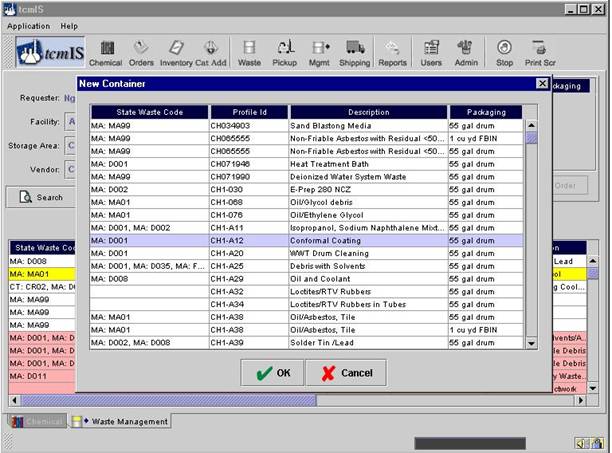 tcmIS
Application Help
tcmIS Chemical Orders Inventory Cat Add Waste Pickup Mgmt Shipping Reports Users Admin Stop Print Scr
New Container
ckaging
Requester: Ng
Facility: A
Storage Area: C
Vendor: C
Search
Order
State Waste Code Profile Id Description Packaging
MA: MA99 CH034903 Sand Blastong Media 55 gal drum
MA: MA99 CH065555 Non-Friable Asbestos with Residual <50... 1 cu yd FBIN
MA: MA99 CH065555 Non-Friable Asbestos with Residual <50... 55 gal drum
MA: D001 CH071946 Heat Treatment Bath 55 gal drum
MA: MA99 CH071990 Deionized Water System Waste 55 gal drum
MA: D002 CH1-030 E-Prep 280 NCZ 55 gal drum
MA: MA01 CH1-068 Oil/Glycol debris 55 gal drum
MA: MA01 CH1-076 Oil/Ethylene Glycol 55 gal drum
MA: D001, MA: D002 CH1-A11 Isopropanol, Sodium Naphthalene Mixt... 55 gal drum
MA: D001 CH1-A12 Conformal Coating 55 gal drum
MA: D001 CH1-A20 WWT Drum Cleaning 55 gal drum
MA: D001, MA: D035, MA: F... CH1-A25 Debris with Solvents 55 gal drum
MA: D008 CH1-A29 Oil and Coolant 55 gal drum
CH1-A32 Loctites/RTV Rubbers 55 gal drum
CH1-A34 Loctites/RTV Rubbers in Tubes 55 gal drum
MA: MA01 CH1-A38 Oil/Asbestos, Tile 55 gal drum
MA: MA01 CH1-A38 Oil/Asbestos, Tile 1 cu yd FBIN
MA: D002, MA: D008 CH1-A39 Solder Tin /Lead 55 gal drum
OK Cancel
State Waste Co on
MA: D008 Lead
MA: MA01 ol
CT: CR02, MA: D g Cool...
MA: MA99
MA: MA99
MA: MA99
MA: D001, MA: D vents/A...
MA: D001, MA: D le Debris
MA: D001, MA: D le Debris
MA: D011 y Waste...
ctwork
Chemical Waste Management